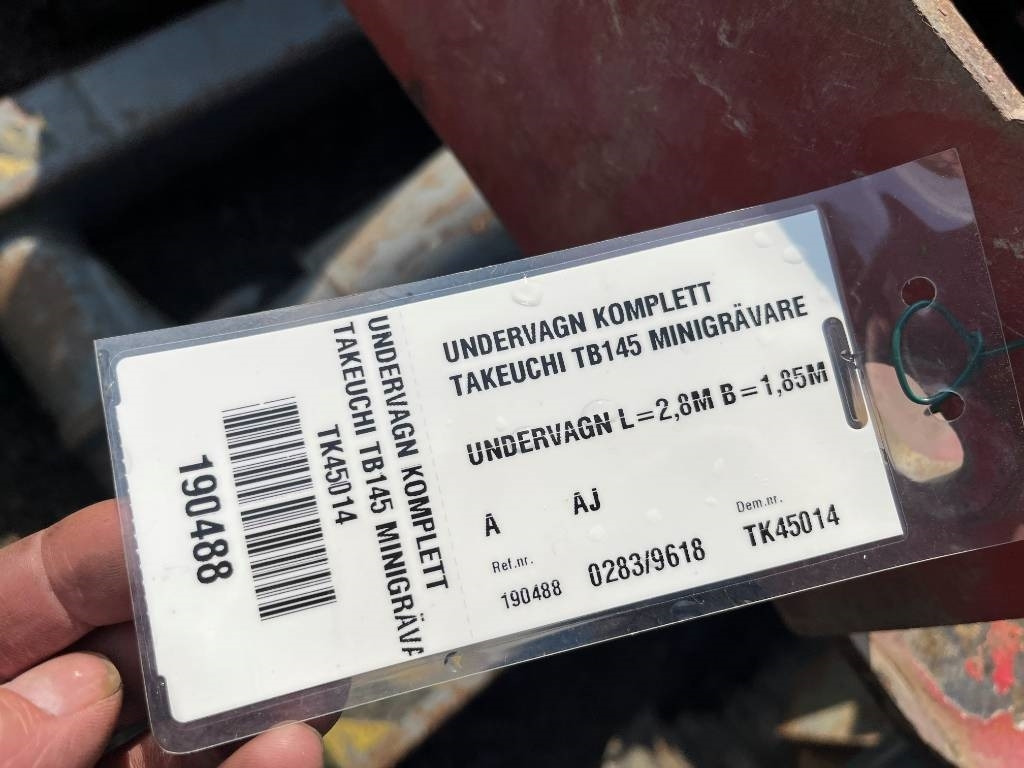 UNDERVAGN KOMPLETT
TAKEUCHI TB145 MINIGRÄVARE
UNDERVAGN L=2,8M B=1,85M
A
ÄJ
Ref.nr.
Dem.nr.
190488
0283/9618
TK45014
UNDERVAGN KOMPLETT
TAKEUCHI TB145 MINIGRÄVA
TK45014
190488